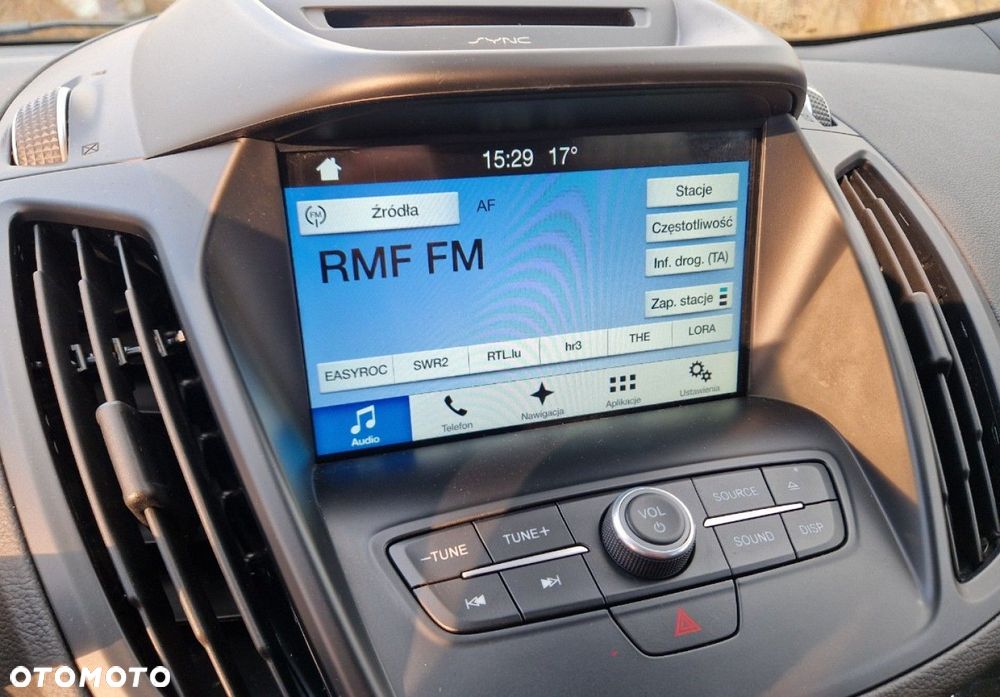 SYNC
15:29 17°
FM Źródła
AF
Stacje
RMF FM
Częstotliwość
Inf. drog. (TA)
Zap. stacje
EASYROC SWR2 RTL.lu hr3 THE LORA
Audio Telefon Nawigacja Aplikacje Ustawienia
–TUNE TUNE+ VOL SOURCE
SOUND DISP
OTOMOTO